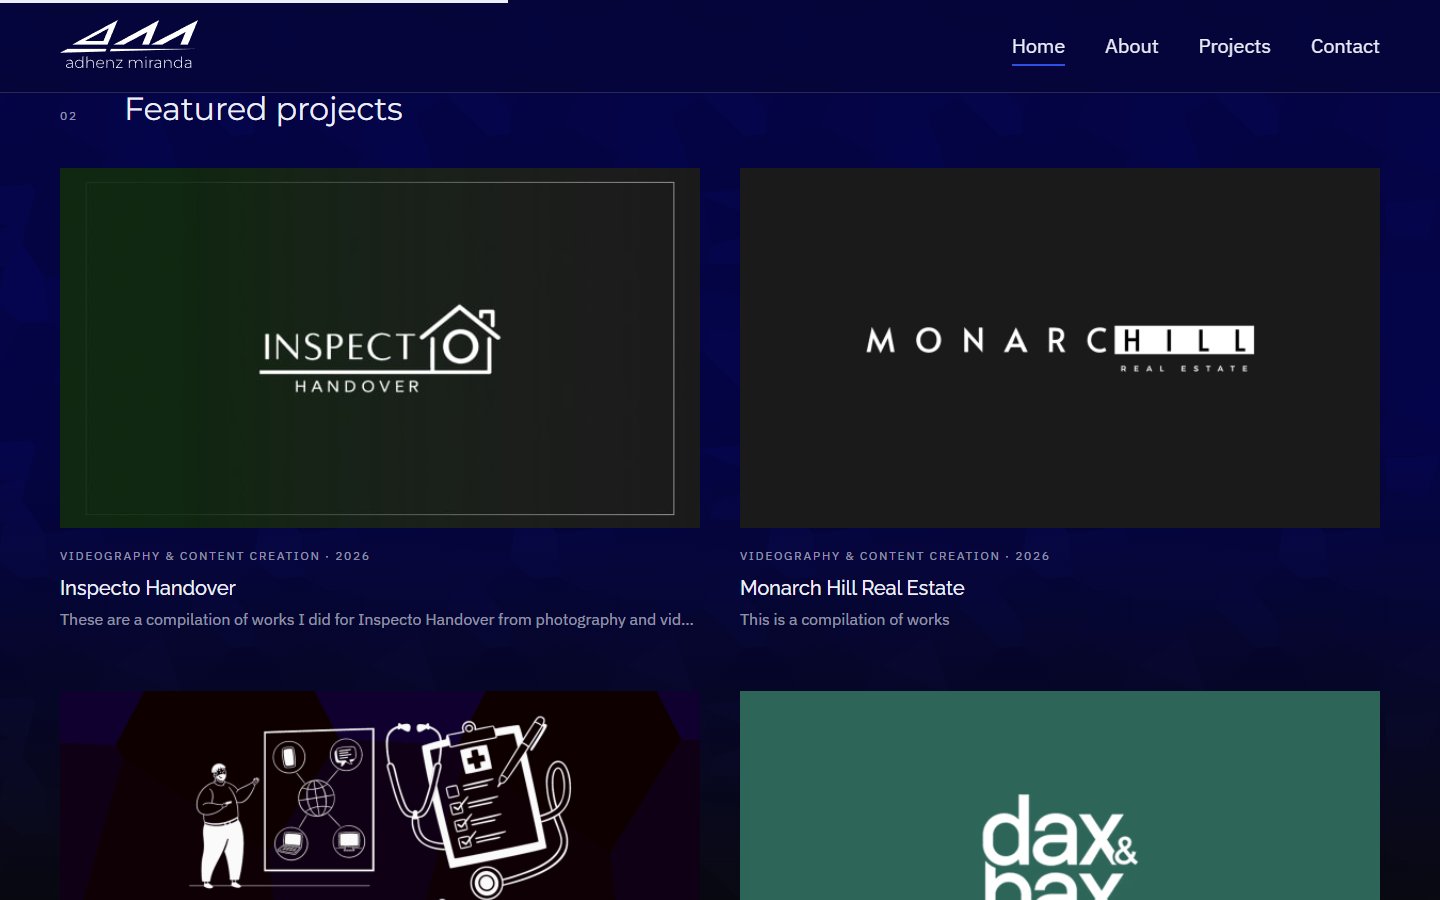 adhenz miranda
Home
About
Projects
Contact
02
Featured projects
INSPECTO
HANDOVER
MONARCHILL
REAL ESTATE
VIDEOGRAPHY & CONTENT CREATION · 2026
Inspecto Handover
These are a compilation of works I did for Inspecto Handover from photography and vid...
VIDEOGRAPHY & CONTENT CREATION · 2026
Monarch Hill Real Estate
This is a compilation of works
dax&